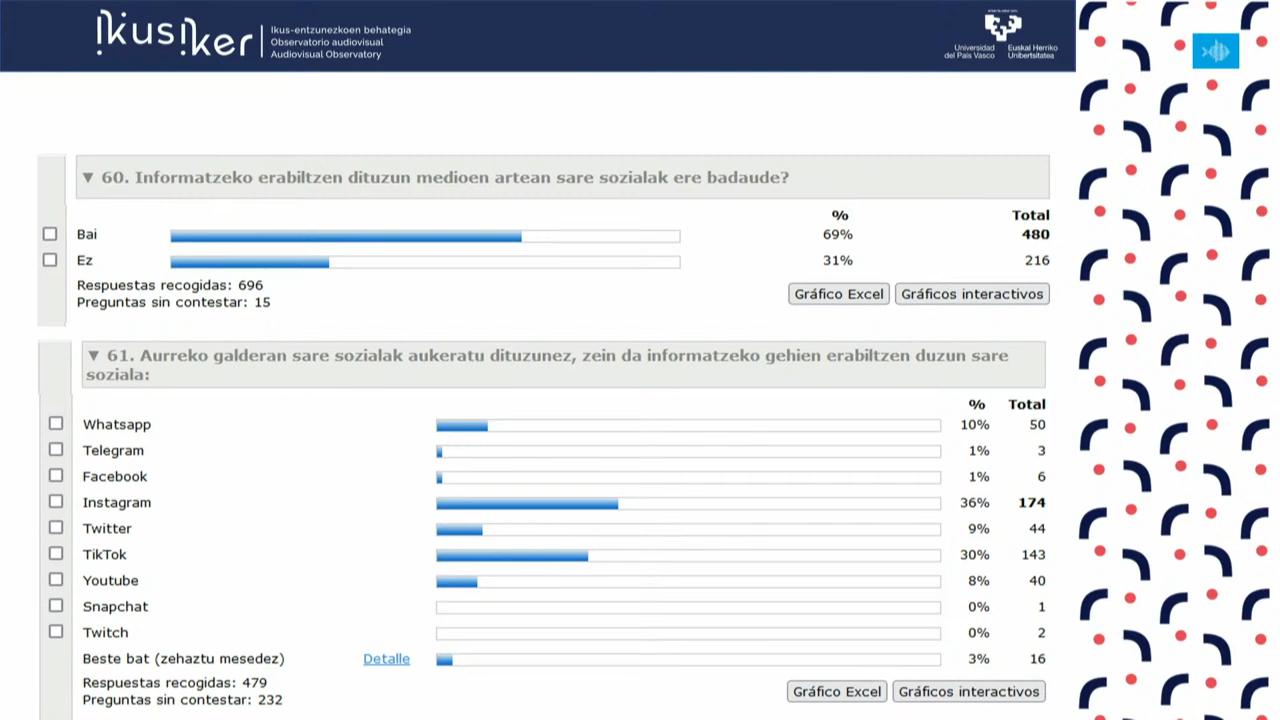 ikusiker
Ikus-entzunezkoen behategia
Observatorio audiovisual
Audiovisual Observatory
Universidad del País Vasco
Euskal Herriko Unibertsitatea
▼ 60. Informatzeko erabiltzen dituzun medioen artean sare sozialak ere badaude?
% Total
Bai 69% 480
Ez 31% 216
Respuestas recogidas: 696
Preguntas sin contestar: 15
Gráfico Excel Gráficos interactivos
▼ 61. Aurreko galderan sare sozialak aukeratu dituzunez, zein da informatzeko gehien erabiltzen duzun sare
soziala:
% Total
Whatsapp 10% 50
Telegram 1% 3
Facebook 1% 6
Instagram 36% 174
Twitter 9% 44
TikTok 30% 143
Youtube 8% 40
Snapchat 0% 1
Twitch 0% 2
Beste bat (zehaztu mesedez) Detalle 3% 16
Respuestas recogidas: 479
Preguntas sin contestar: 232
Gráfico Excel Gráficos interactivos